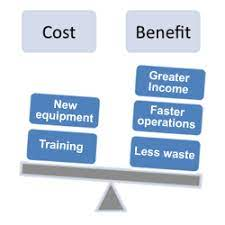 Cost
Benefit
New
equipment
Training
Greater
Income
Faster
operations
Less waste